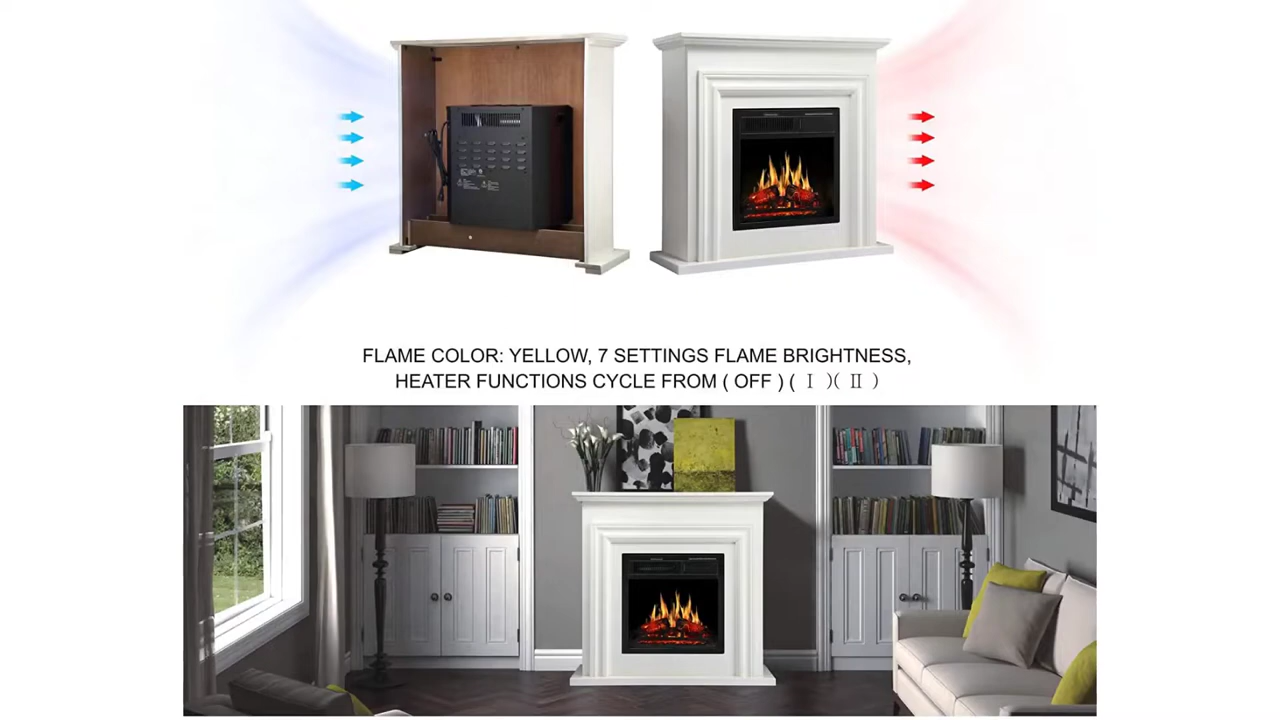 FLAME COLOR: YELLOW, 7 SETTINGS FLAME BRIGHTNESS,
HEATER FUNCTIONS CYCLE FROM ( OFF ) ( Ⅰ )( Ⅱ )